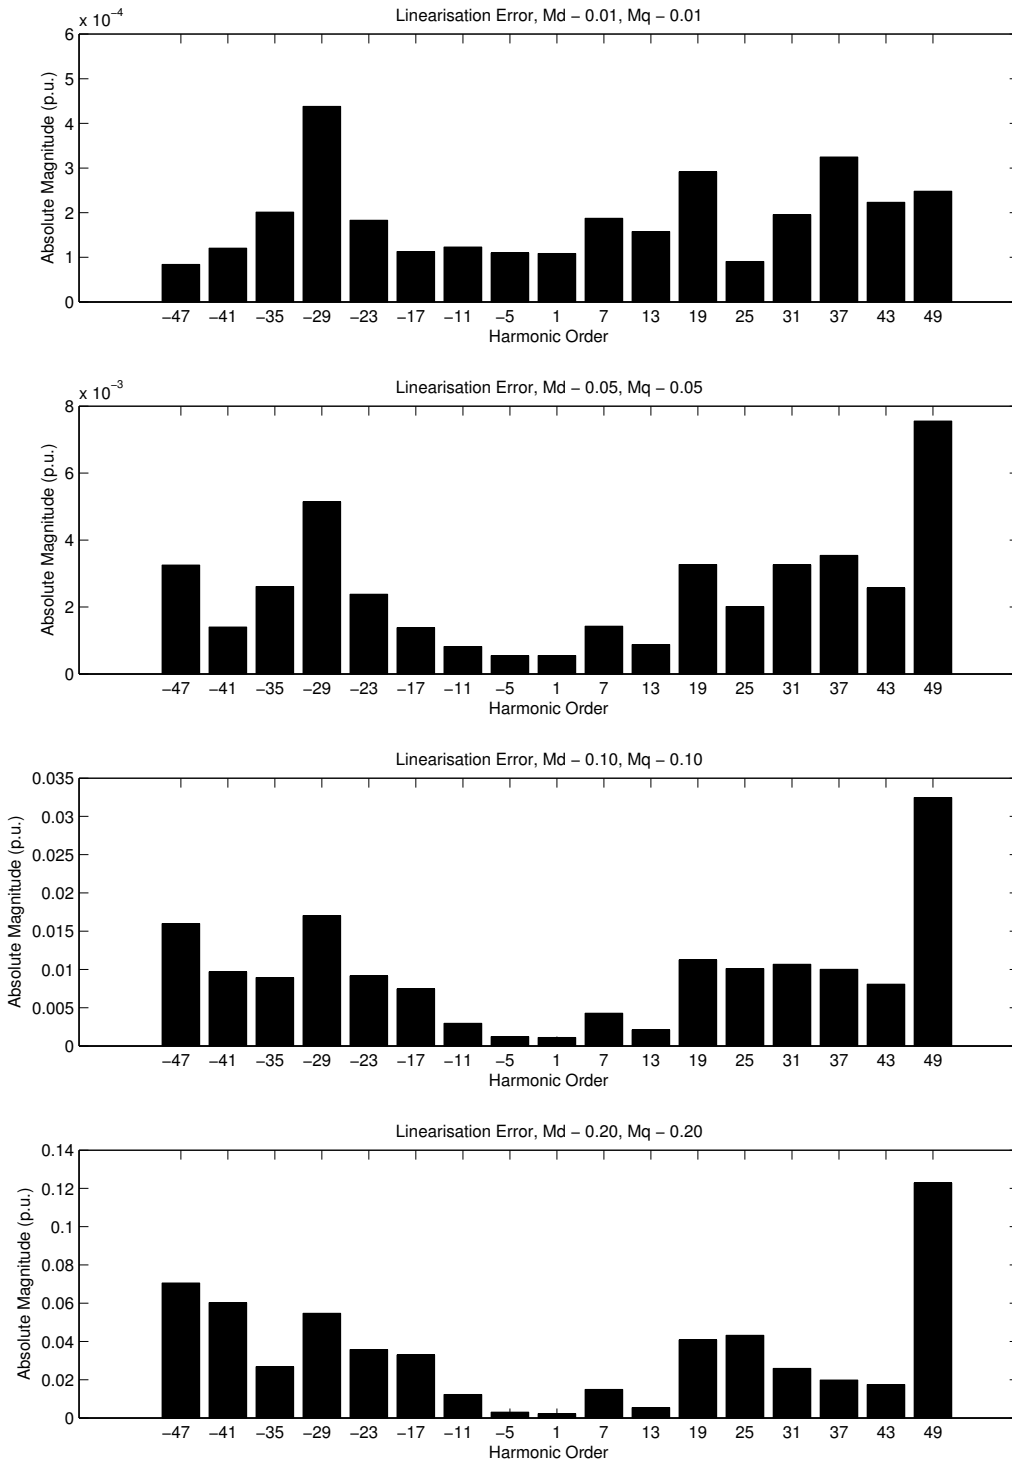 Linearisation Error, Md − 0.01, Mq − 0.01
x 10−4
6
5
4
3
2
1
0
Absolute Magnitude (p.u.)
−47 −41 −35 −29 −23 −17 −11 −5 1 7 13 19 25 31 37 43 49
Harmonic Order
Linearisation Error, Md − 0.05, Mq − 0.05
x 10−3
8
6
4
2
0
Absolute Magnitude (p.u.)
−47 −41 −35 −29 −23 −17 −11 −5 1 7 13 19 25 31 37 43 49
Harmonic Order
Linearisation Error, Md − 0.10, Mq − 0.10
0.035
0.03
0.025
0.02
0.015
0.01
0.005
0
Absolute Magnitude (p.u.)
−47 −41 −35 −29 −23 −17 −11 −5 1 7 13 19 25 31 37 43 49
Harmonic Order
Linearisation Error, Md − 0.20, Mq − 0.20
0.14
0.12
0.1
0.08
0.06
0.04
0.02
0
Absolute Magnitude (p.u.)
−47 −41 −35 −29 −23 −17 −11 −5 1 7 13 19 25 31 37 43 49
Harmonic Order